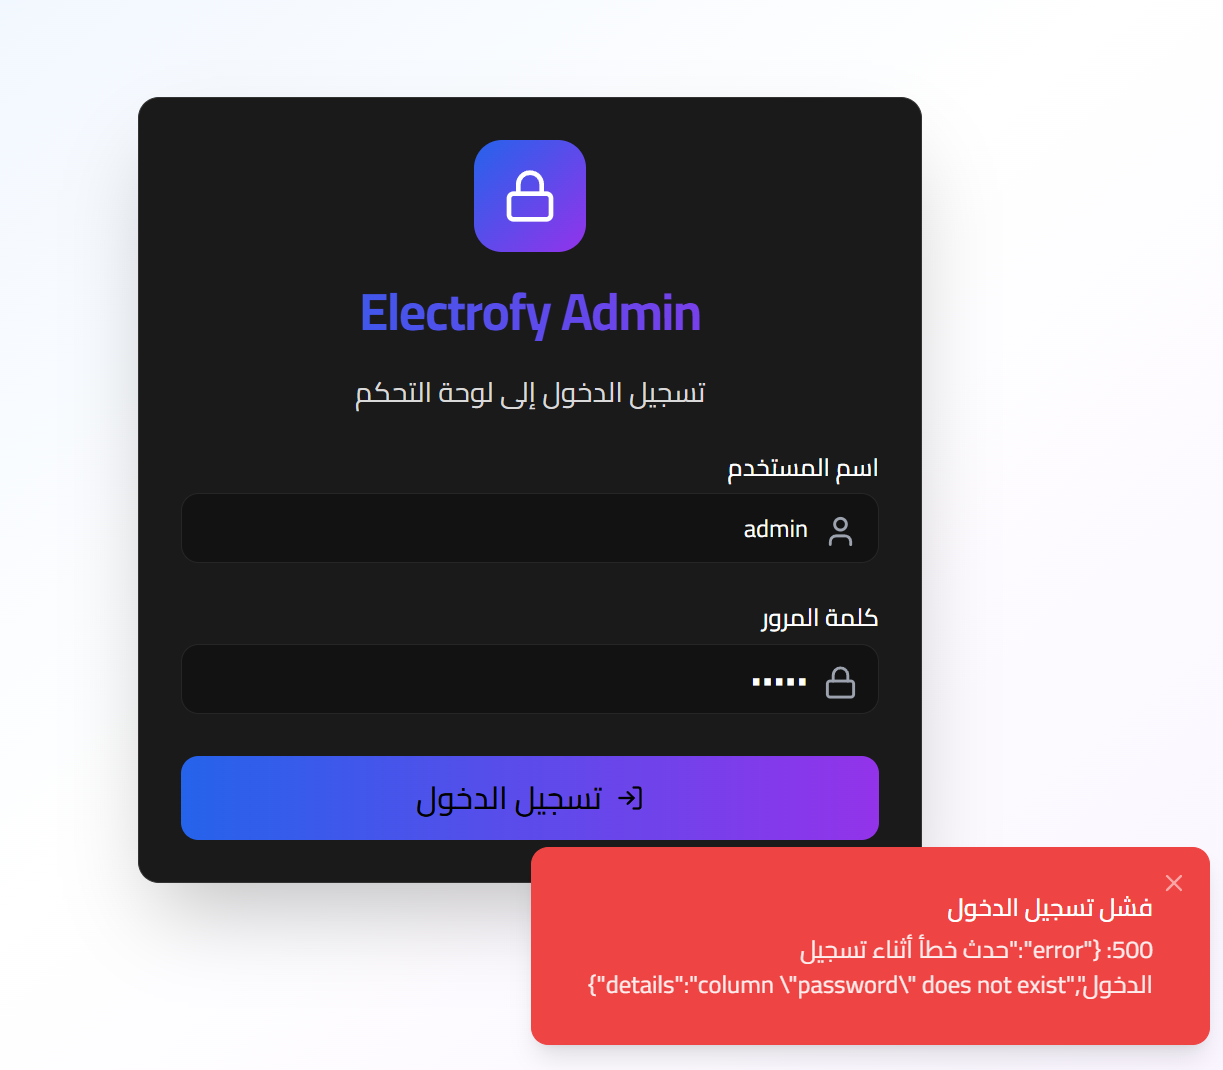 Electrofy Admin
تسجيل الدخول إلى لوحة التحكم
اسم المستخدم
admin
كلمة المرور
•••••
تسجيل الدخول
فشل تسجيل الدخول
500: {"error":"حدث خطأ أثناء تسجيل
الدخول","details":"column \"password\" does not exist"}